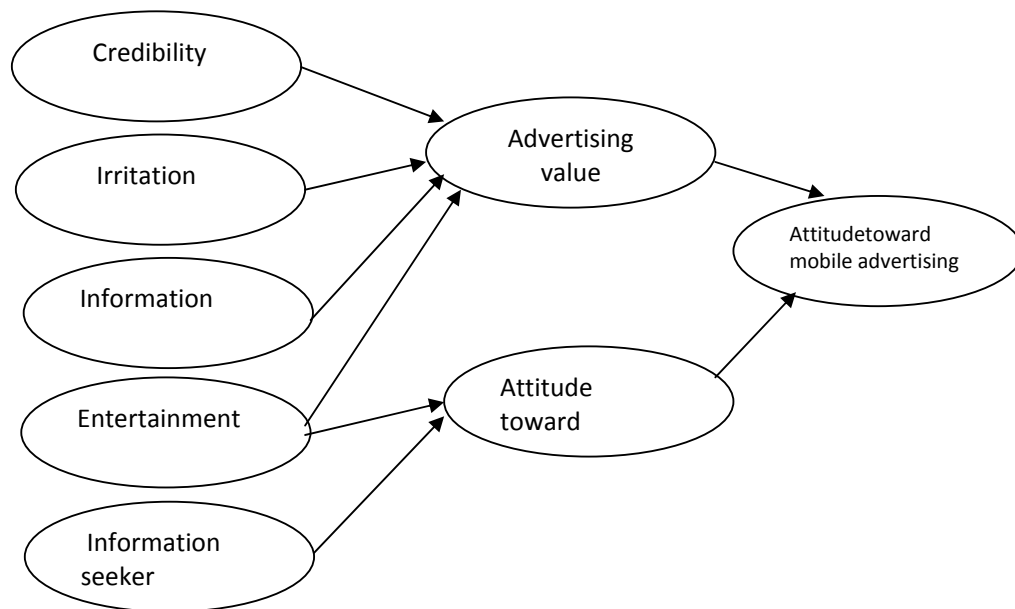 Credibility
Irritation
Information
Entertainment
Information
seeker
Advertising
value
Attitude
toward
Attitudetoward
mobile advertising